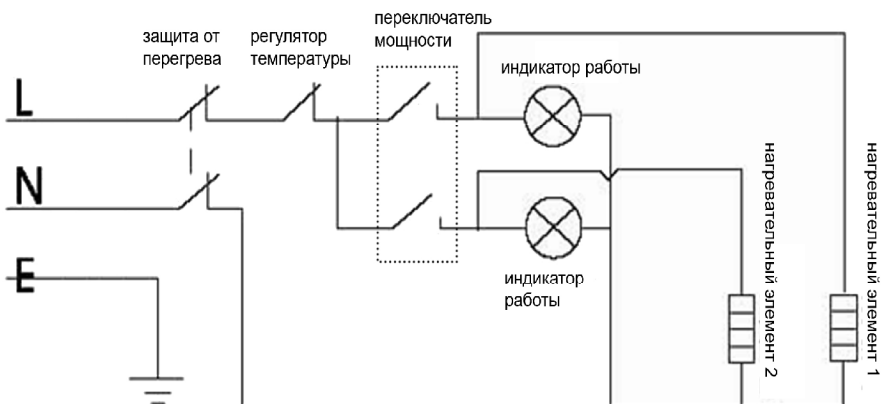 переключатель
мощности
защита от
перегрева
регулятор
температуры
индикатор работы
L
N
E
индикатор
работы
нагревательный элемент 2
нагревательный элемент 1